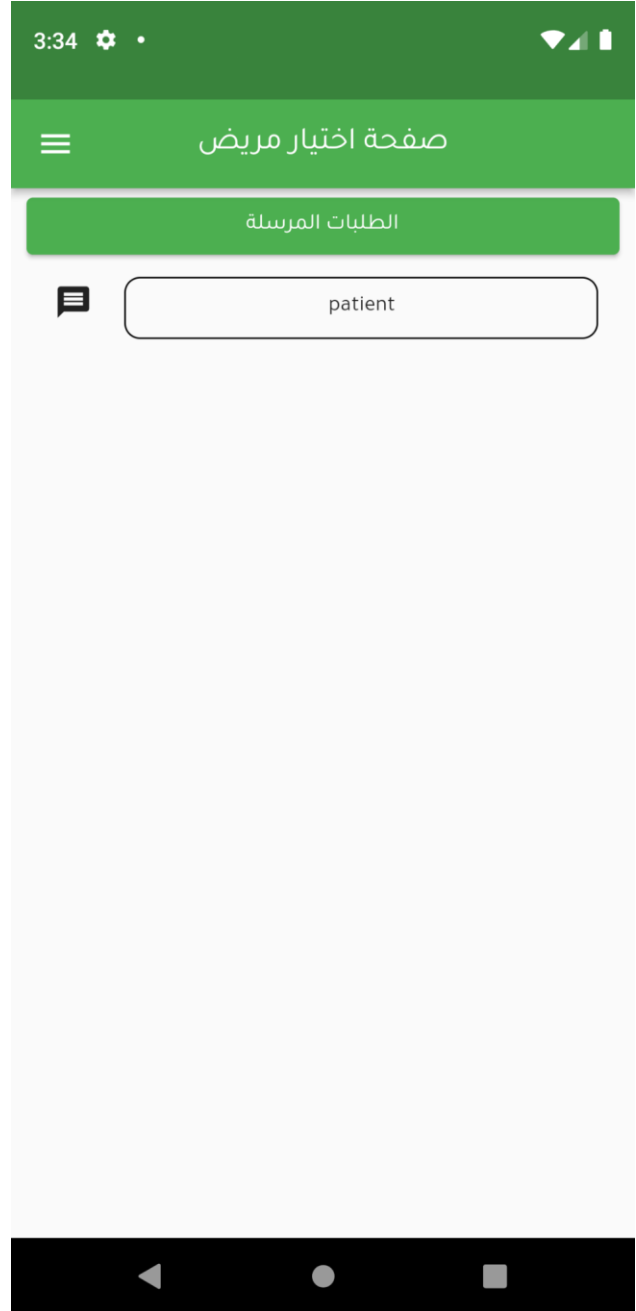 3:34
صفحة اختيار مريض
الطلبات المرسلة
patient